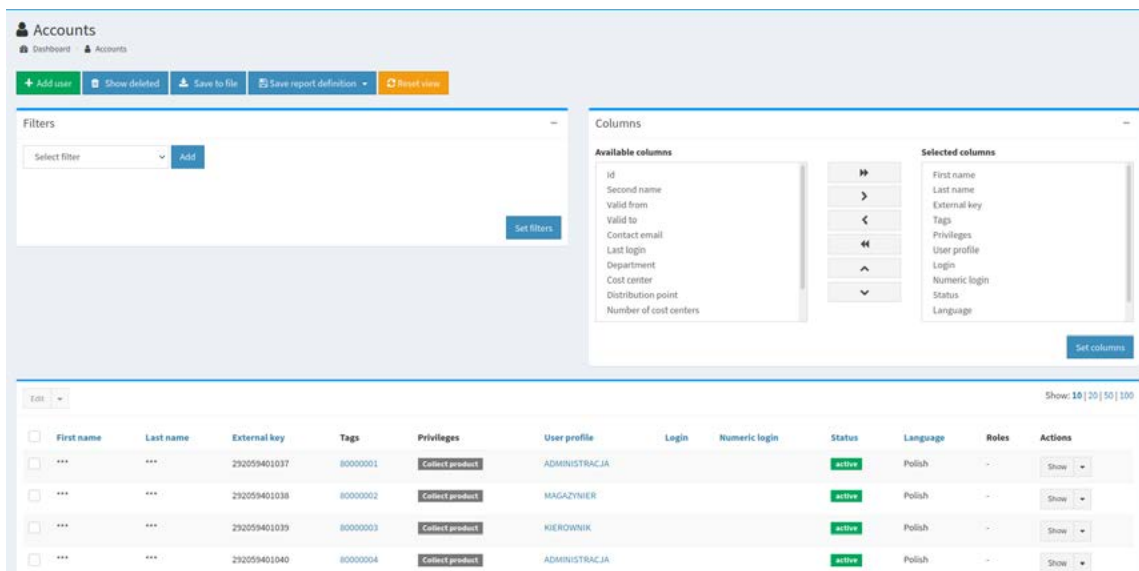 Accounts
Dashboard Accounts
Add user Show deleted Save to file Save report definition Reset view
Filters
Select filter Add
Set filters
Columns
Available columns
Id
Second name
Valid from
Valid to
Contact email
Last login
Department
Cost center
Distribution point
Number of cost centers
Selected columns
First name
Last name
External key
Tags
Privileges
User profile
Login
Numeric login
Status
Language
Set columns
Edit
Show: 10 | 20 | 50 | 100
First name Last name External key Tags Privileges User profile Login Numeric login Status Language Roles Actions
*** *** 292059401037 80000001 Collect product ADMINISTRACJA active Polish - Show
*** *** 292059401038 80000002 Collect product MAGAZYNIER active Polish - Show
*** *** 292059401039 80000003 Collect product KIEROWNIK active Polish - Show
*** *** 292059401040 80000004 Collect product ADMINISTRACJA active Polish - Show